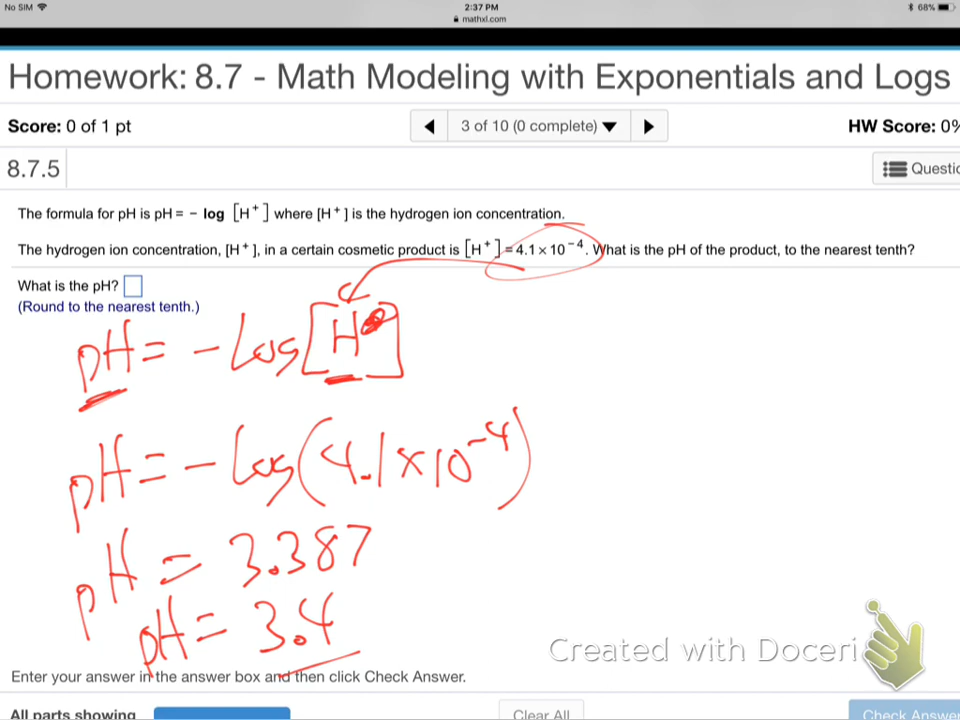 No SIM 2:37 PM 68%
mathxl.com
Homework: 8.7 - Math Modeling with Exponentials and Logs
Score: 0 of 1 pt 3 of 10 (0 complete) HW Score: 0%
8.7.5 Questio
The formula for pH is pH = − log [H⁺] where [H⁺] is the hydrogen ion concentration.
The hydrogen ion concentration, [H⁺], in a certain cosmetic product is [H⁺] = 4.1 × 10⁻⁴. What is the pH of the product, to the nearest tenth?
What is the pH?
(Round to the nearest tenth.)
pH = − Log [H⁺]
pH = − log (4.1 × 10⁻⁴)
pH = 3.387
pH = 3.4
Created with Doceri
Enter your answer in the answer box and then click Check Answer.
All parts showing Clear All Check Answer